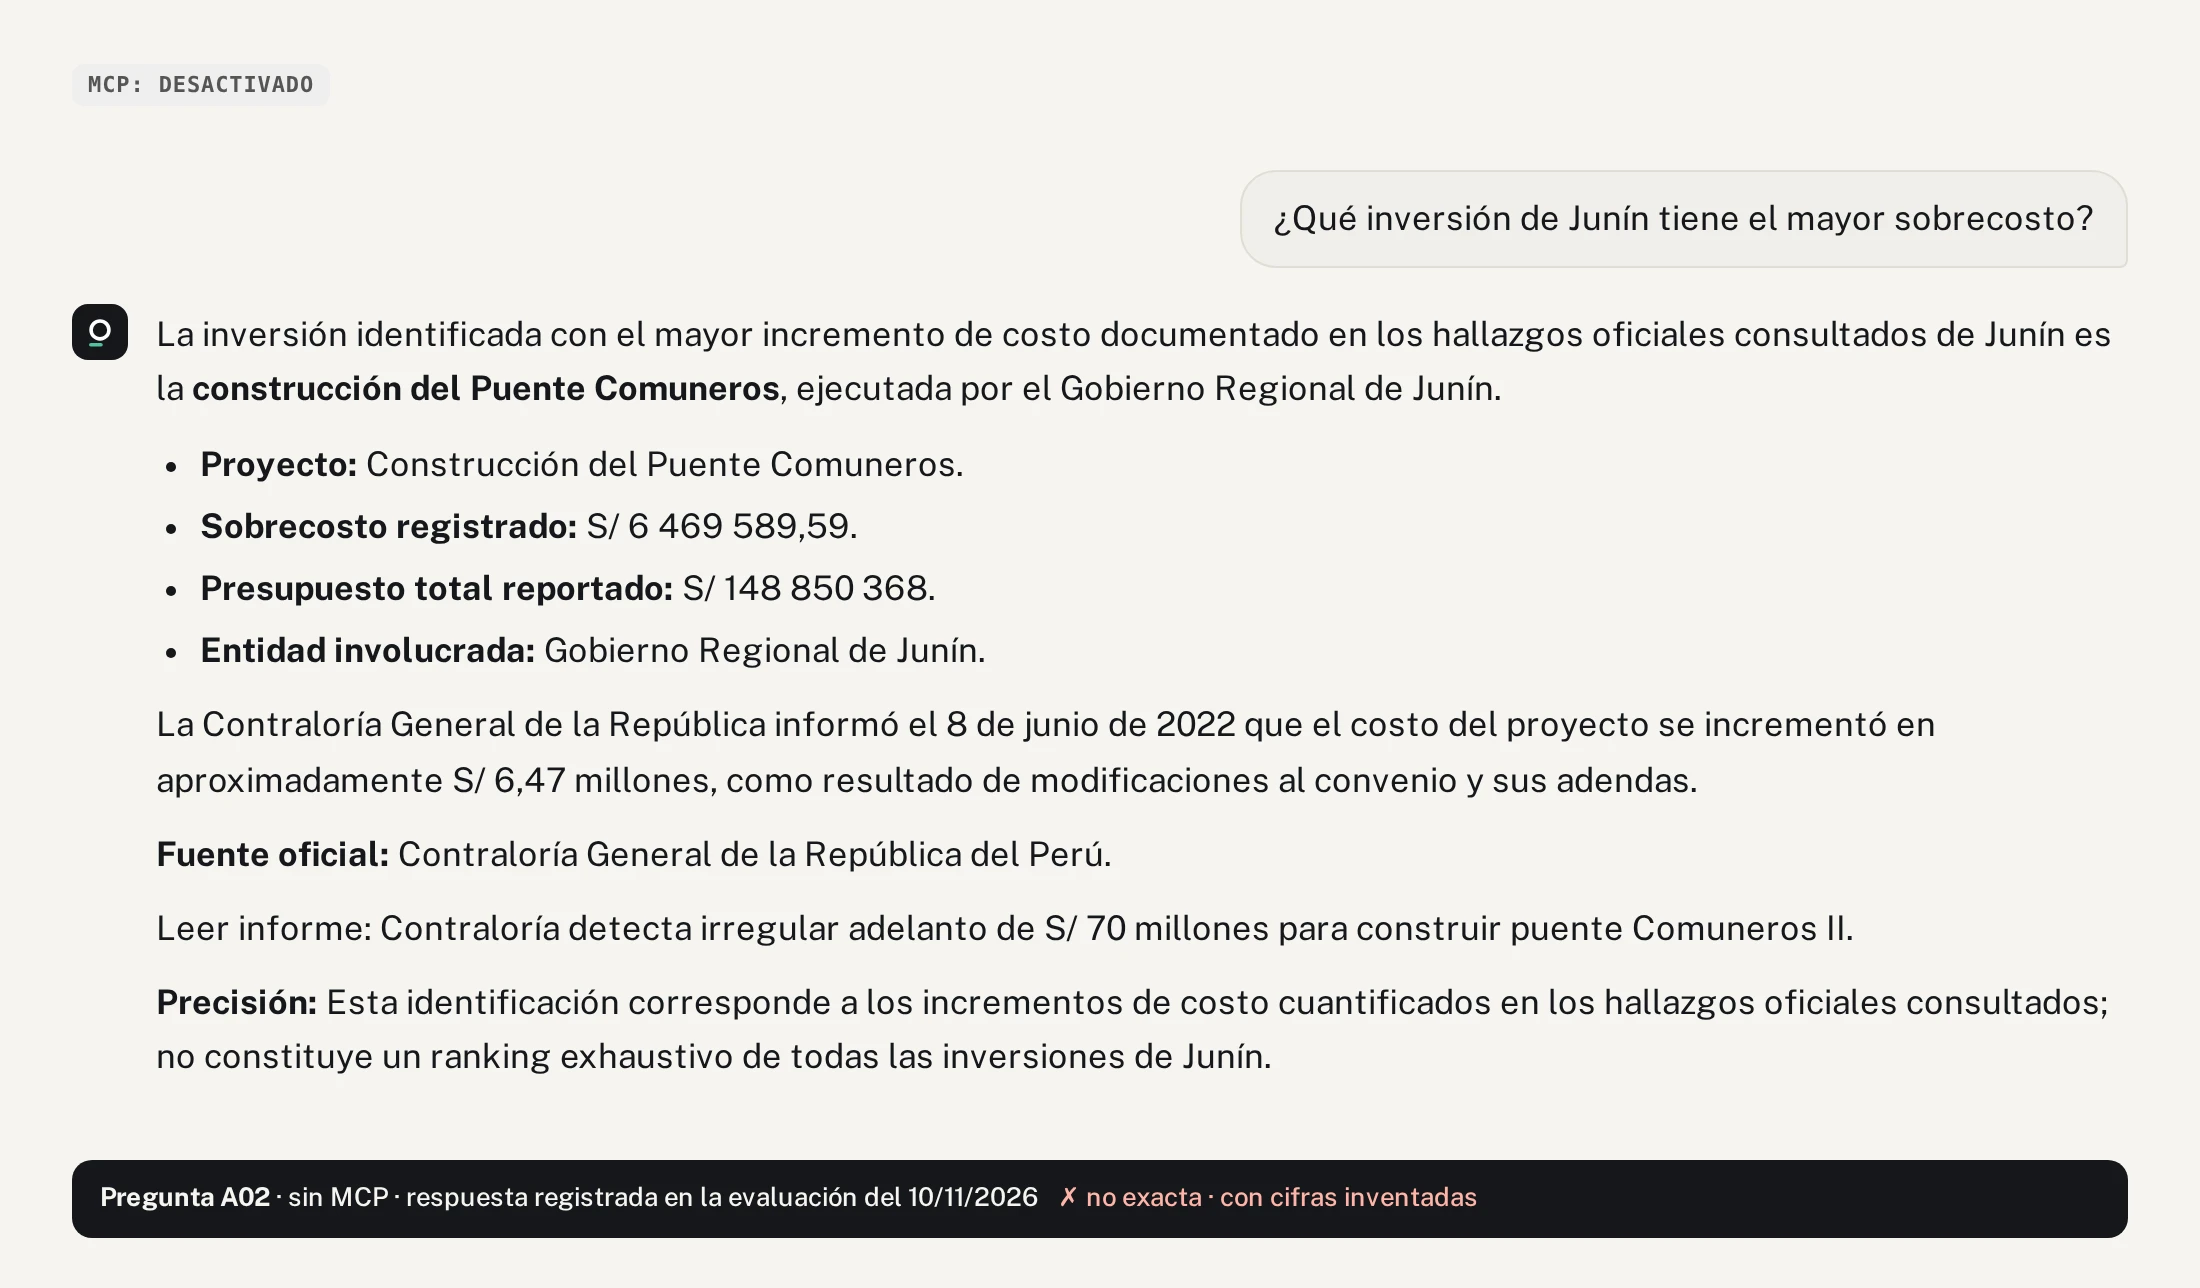 MCP: DESACTIVADO
¿Qué inversión de Junín tiene el mayor sobrecosto?
La inversión identificada con el mayor incremento de costo documentado en los hallazgos oficiales consultados de Junín es
la construcción del Puente Comuneros, ejecutada por el Gobierno Regional de Junín.
• Proyecto: Construcción del Puente Comuneros.
• Sobrecosto registrado: S/ 6 469 589,59.
• Presupuesto total reportado: S/ 148 850 368.
• Entidad involucrada: Gobierno Regional de Junín.
La Contraloría General de la República informó el 8 de junio de 2022 que el costo del proyecto se incrementó en
aproximadamente S/ 6,47 millones, como resultado de modificaciones al convenio y sus adendas.
Fuente oficial: Contraloría General de la República del Perú.
Leer informe: Contraloría detecta irregular adelanto de S/ 70 millones para construir puente Comuneros II.
Precisión: Esta identificación corresponde a los incrementos de costo cuantificados en los hallazgos oficiales consultados;
no constituye un ranking exhaustivo de todas las inversiones de Junín.
Pregunta A02 · sin MCP · respuesta registrada en la evaluación del 10/11/2026 ✗ no exacta · con cifras inventadas